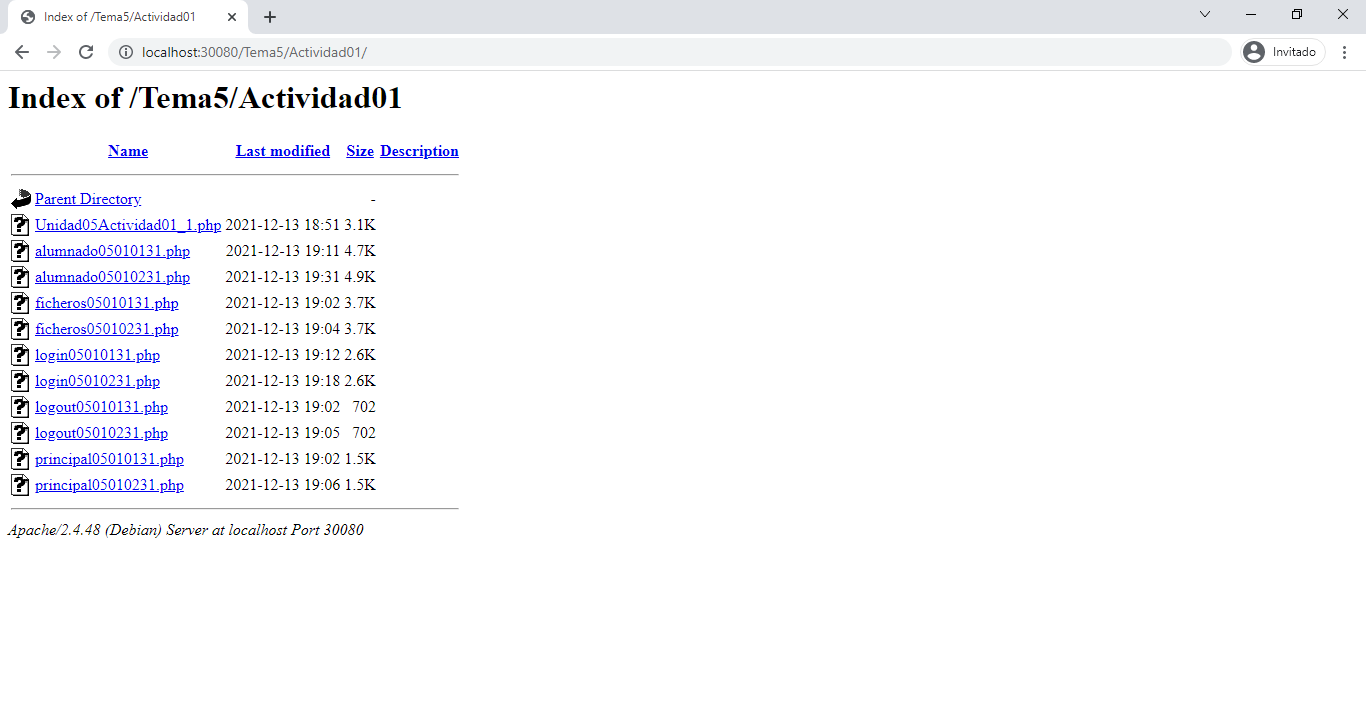 Index of /Tema5/Actividad01
localhost:30080/Tema5/Actividad01/
Invitado
Index of /Tema5/Actividad01
Name Last modified Size Description
Parent Directory -
Unidad05Actividad01_1.php 2021-12-13 18:51 3.1K
alumnado05010131.php 2021-12-13 19:11 4.7K
alumnado05010231.php 2021-12-13 19:31 4.9K
ficheros05010131.php 2021-12-13 19:02 3.7K
ficheros05010231.php 2021-12-13 19:04 3.7K
login05010131.php 2021-12-13 19:12 2.6K
login05010231.php 2021-12-13 19:18 2.6K
logout05010131.php 2021-12-13 19:02 702
logout05010231.php 2021-12-13 19:05 702
principal05010131.php 2021-12-13 19:02 1.5K
principal05010231.php 2021-12-13 19:06 1.5K
Apache/2.4.48 (Debian) Server at localhost Port 30080